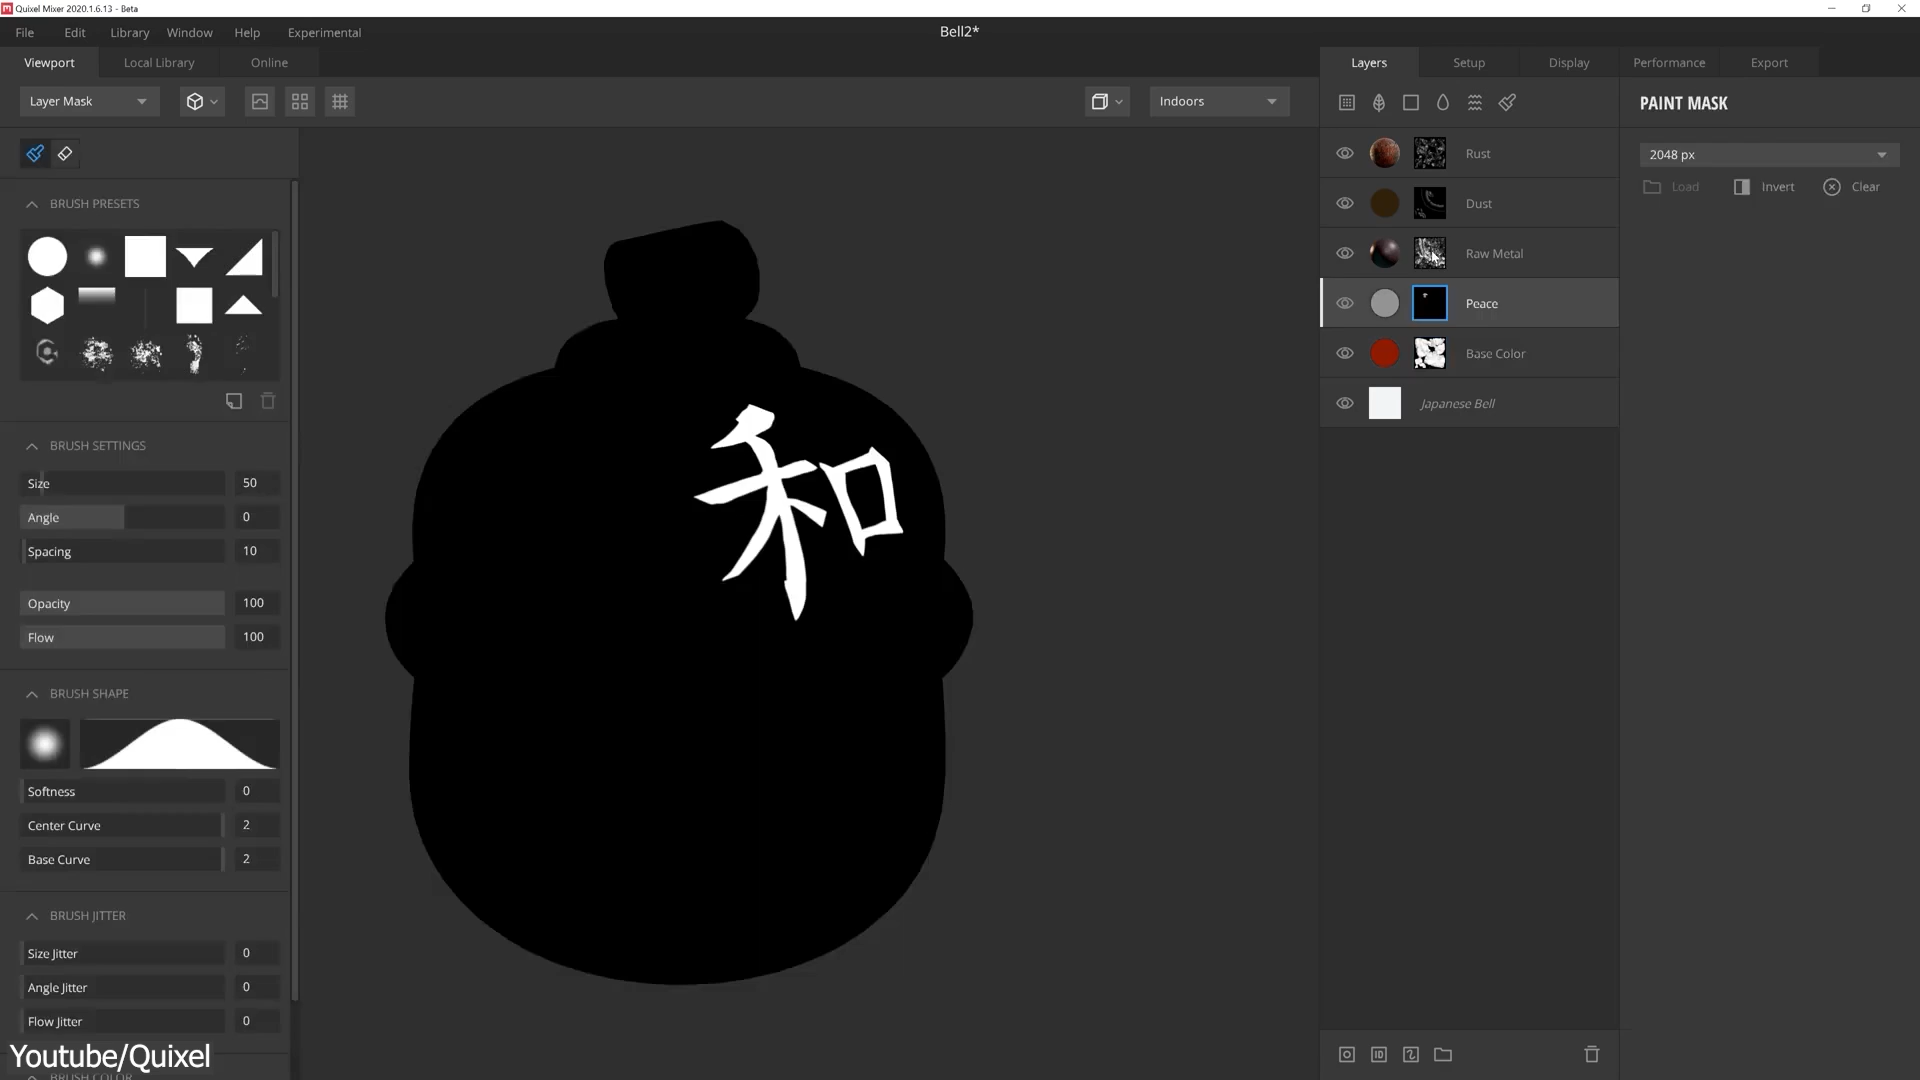 Quixel Mixer 2020.1.6.13 - Beta
File Edit Library Window Help Experimental
Bell2*
Viewport Local Library Online
Layers Setup Display Performance Export
Layer Mask
Indoors
PAINT MASK
2048 px
Load Invert Clear
BRUSH PRESETS
BRUSH SETTINGS
Size 50
Angle 0
Spacing 10
Opacity 100
Flow 100
BRUSH SHAPE
Softness 0
Center Curve 2
Base Curve 2
BRUSH JITTER
Size Jitter 0
Angle Jitter 0
Flow Jitter 0
BRUSH COLOR
和
Rust
Dust
Raw Metal
Peace
Base Color
Japanese Bell
ID
Youtube/Quixel